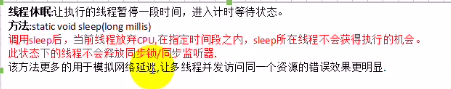 线程休眠:让执行的线程暂停一段时间，进入计时等待状态。
方法:static void sleep(long millis)
调用sleep后，当前线程放弃CPU,在指定时间段之内，sleep所在线程不会获得执行的机会。
此状态下的线程不会释放同步锁/同步监听器.
该方法更多的用于模拟网络延迟,让多线程并发访问同一个资源的错误效果更明显.